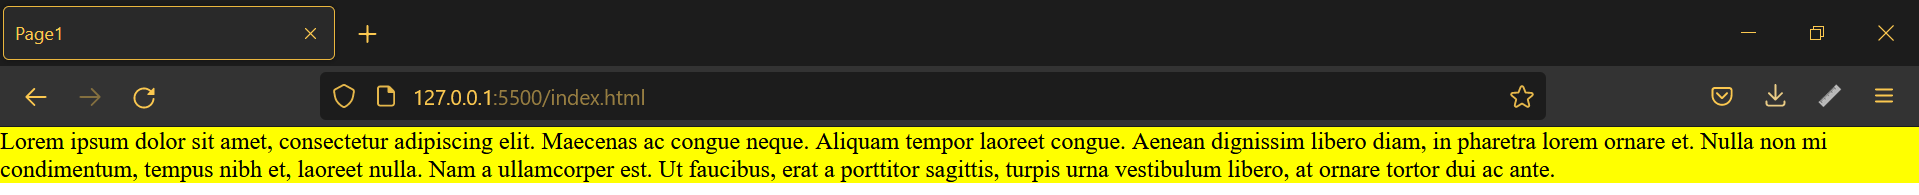 Page1
127.0.0.1:5500/index.html
Lorem ipsum dolor sit amet, consectetur adipiscing elit. Maecenas ac congue neque. Aliquam tempor laoreet congue. Aenean dignissim libero diam, in pharetra lorem ornare et. Nulla non mi
condimentum, tempus nibh et, laoreet nulla. Nam a ullamcorper est. Ut faucibus, erat a porttitor sagittis, turpis urna vestibulum libero, at ornare tortor dui ac ante.